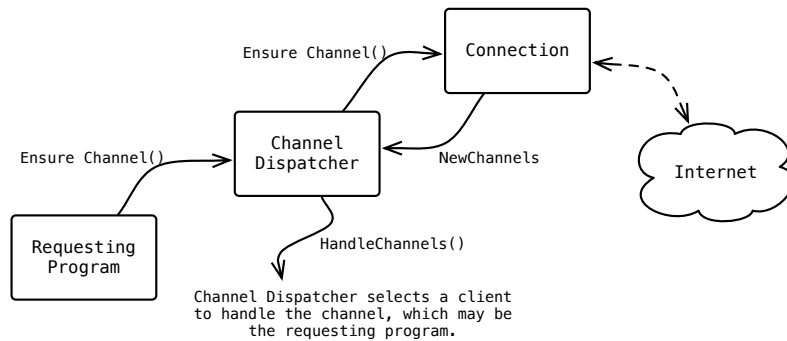 Ensure Channel()
Connection
Channel
Dispatcher
NewChannels
Internet
Ensure Channel()
Requesting
Program
HandleChannels()
Channel Dispatcher selects a client
to handle the channel, which may be
the requesting program.